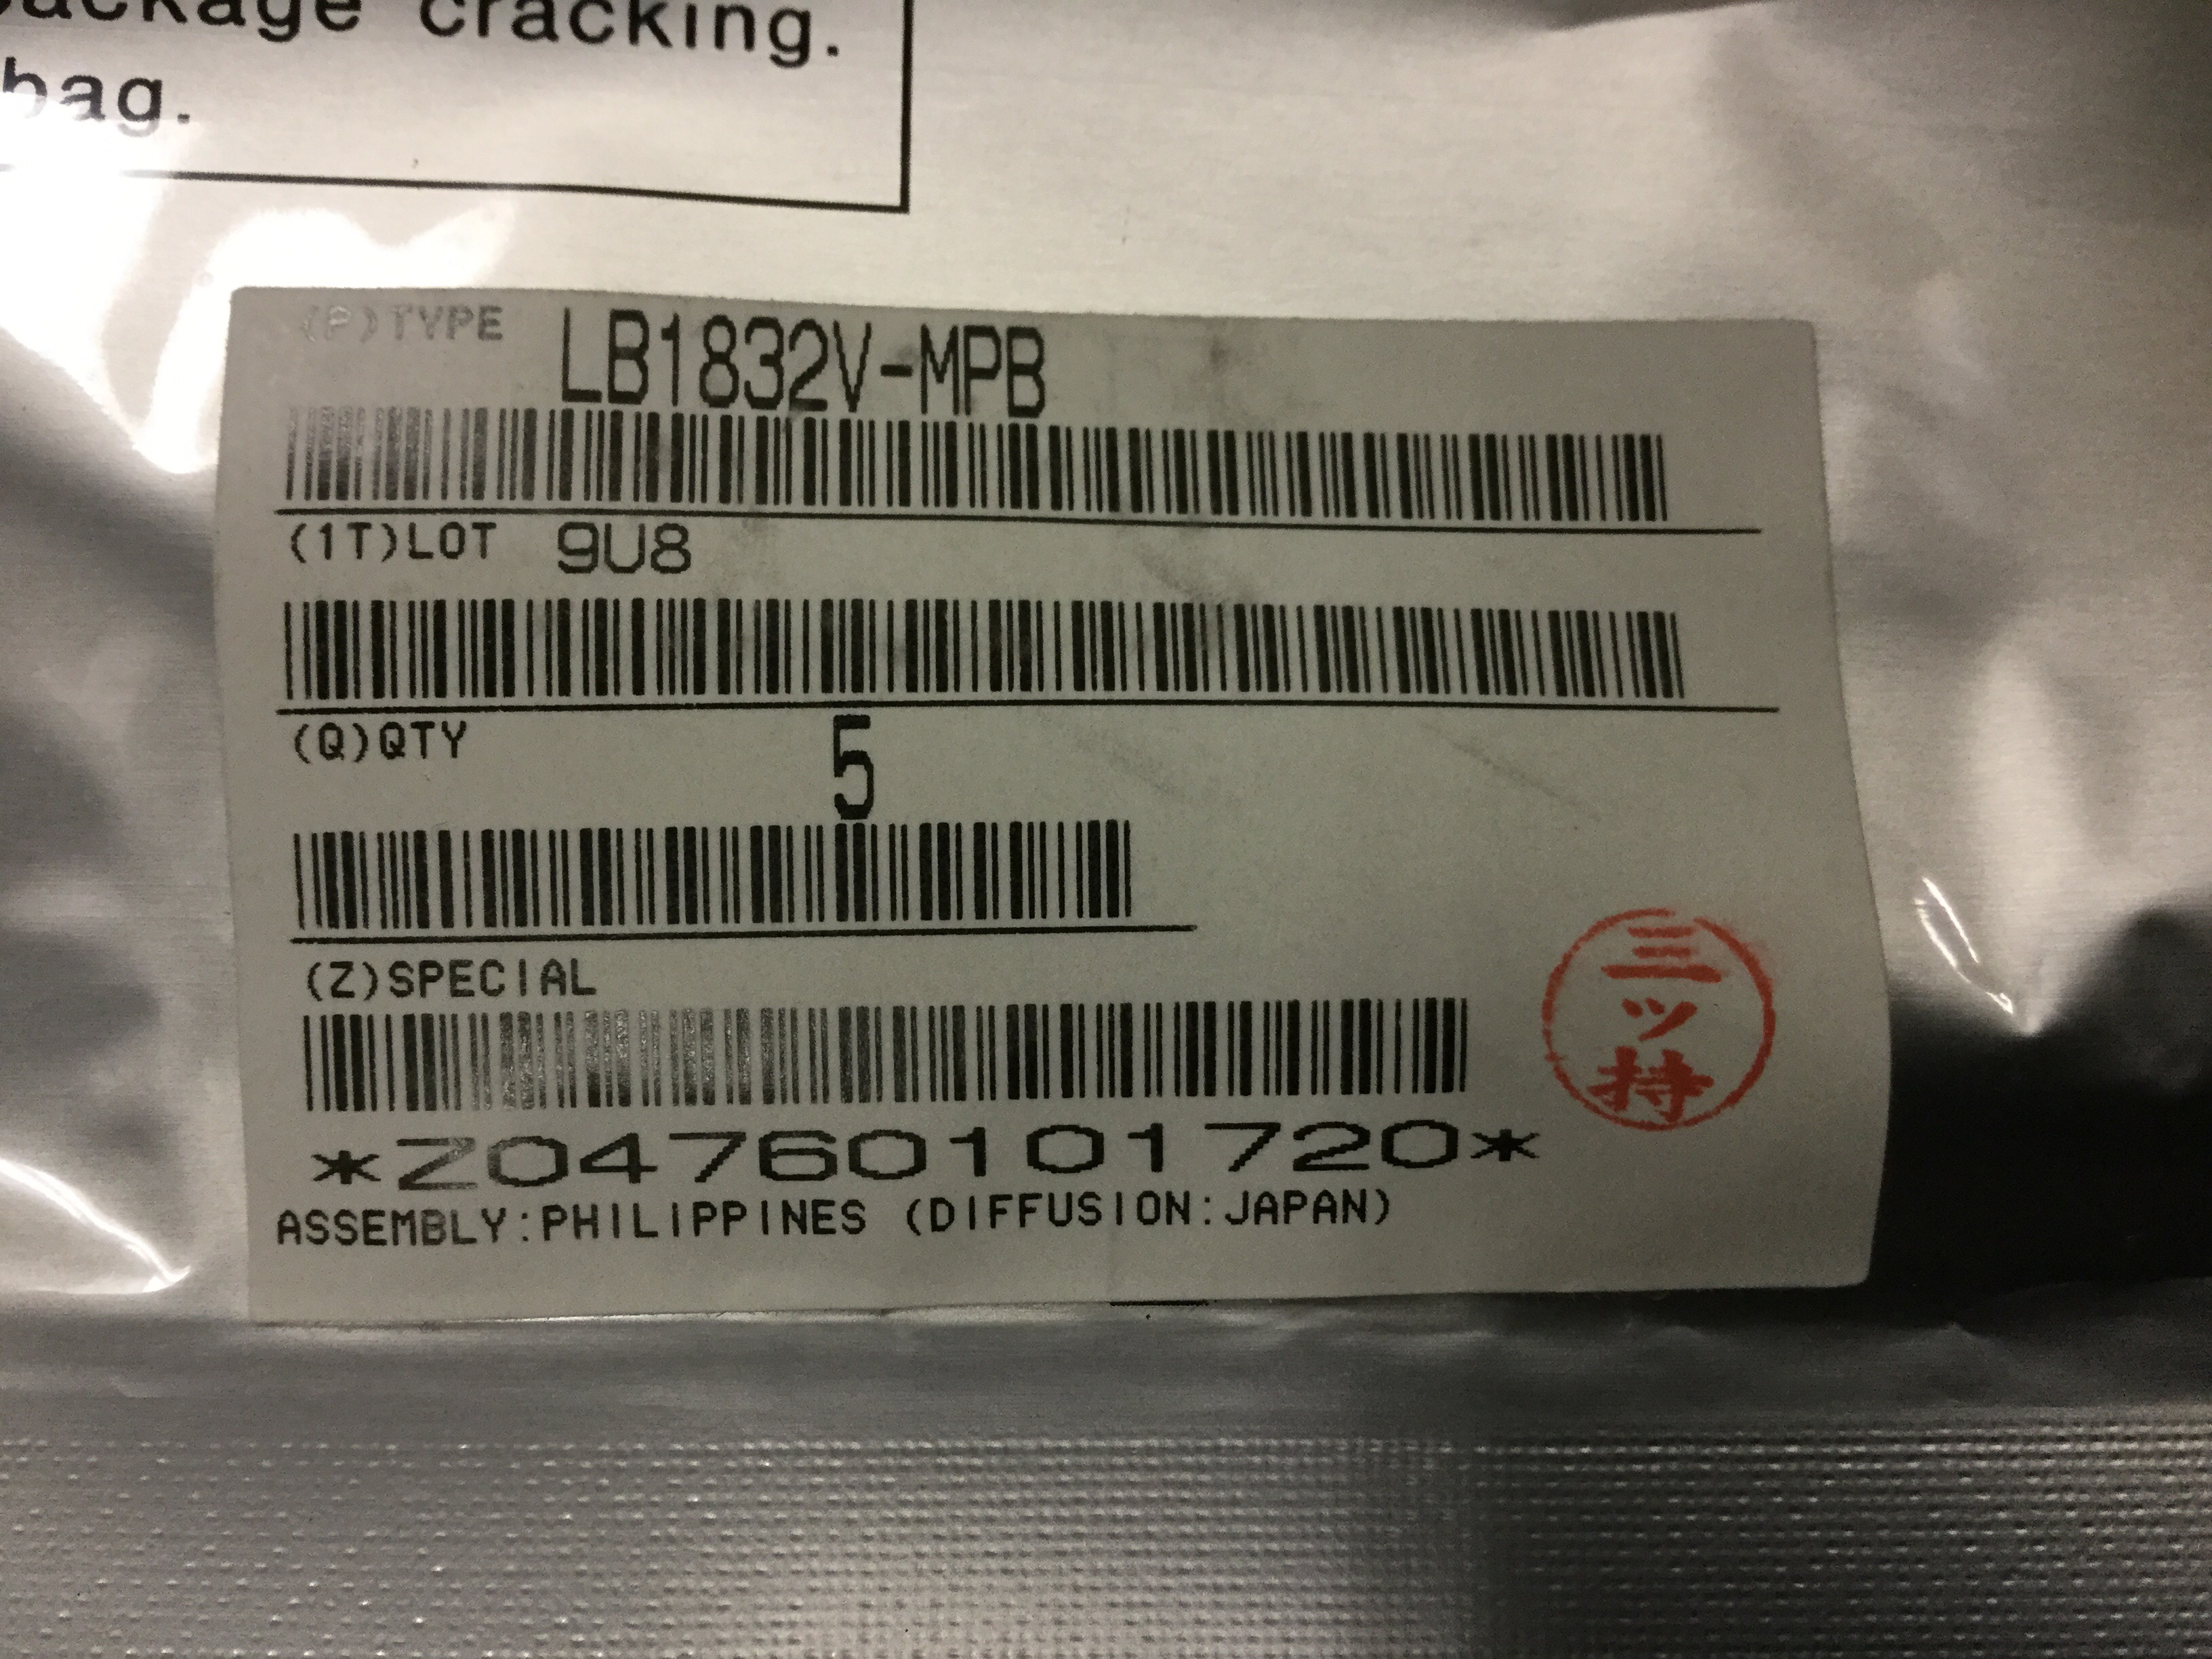 package cracking.
bag.
(P)TYPE LB1832V-MPB
(1T)LOT 9U8
(Q)QTY 5
(Z)SPECIAL
三ッ持
*Z04760101720*
ASSEMBLY:PHILIPPINES (DIFFUSION:JAPAN)